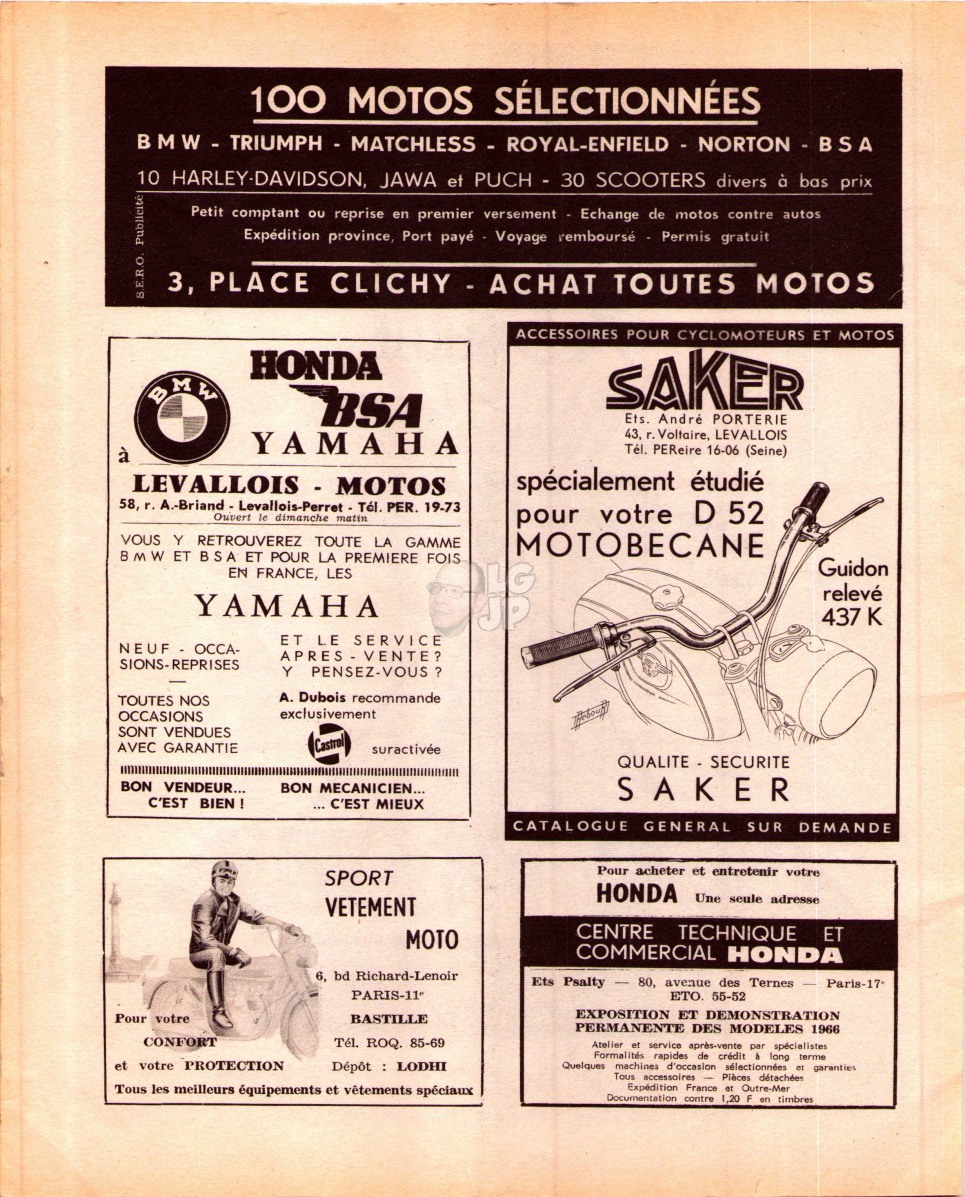 100 MOTOS SÉLECTIONNÉES
BMW - TRIUMPH - MATCHLESS - ROYAL-ENFIELD - NORTON - BSA
10 HARLEY-DAVIDSON, JAWA et PUCH - 30 SCOOTERS divers à bas prix
Petit comptant ou reprise en premier versement - Echange de motos contre autos
Expédition province, Port payé - Voyage remboursé - Permis gratuit
S.E.R.O. Publicité
3, PLACE CLICHY - ACHAT TOUTES MOTOS
BMW
HONDA
BSA
YAMAHA
à
LEVALLOIS - MOTOS
58, r. A.-Briand - Levallois-Perret - Tél. PER. 19-73
Ouvert le dimanche matin
VOUS Y RETROUVEREZ TOUTE LA GAMME
BMW ET BSA ET POUR LA PREMIERE FOIS
EN FRANCE, LES
YAMAHA
NEUF - OCCA-
SIONS-REPRISES
TOUTES NOS
OCCASIONS
SONT VENDUES
AVEC GARANTIE
ET LE SERVICE
APRES - VENTE?
Y PENSEZ-VOUS ?
A. Dubois recommande
exclusivement
Castrol
suractivée
BON VENDEUR...
C'EST BIEN !
BON MECANICIEN...
... C'EST MIEUX
ACCESSOIRES POUR CYCLOMOTEURS ET MOTOS
SAKER
Ets. André PORTERIE
43, r. Voltaire, LEVALLOIS
Tél. PEReire 16-06 (Seine)
spécialement étudié
pour votre D 52
MOTOBECANE
Guidon
relevé
437 K
LG
JP
QUALITE - SECURITE
SAKER
CATALOGUE GENERAL SUR DEMANDE
SPORT
VETEMENT
MOTO
6, bd Richard-Lenoir
PARIS-11e
BASTILLE
Tél. ROQ. 85-69
Dépôt : LODHI
Pour votre
CONFORT
et votre PROTECTION
Tous les meilleurs équipements et vêtements spéciaux
Pour acheter et entretenir votre
HONDA Une seule adresse
CENTRE TECHNIQUE ET
COMMERCIAL HONDA
Ets Psalty — 80, avenue des Ternes — Paris-17e
ETO. 55-52
EXPOSITION ET DEMONSTRATION
PERMANENTE DES MODELES 1966
Atelier et service après-vente par spécialistes
Formalités rapides de crédit à long terme
Quelques machines d'occasion sélectionnées et garanties
Tous accessoires — Pièces détachées
Expédition France et Outre-Mer
Documentation contre 1,20 F en timbres